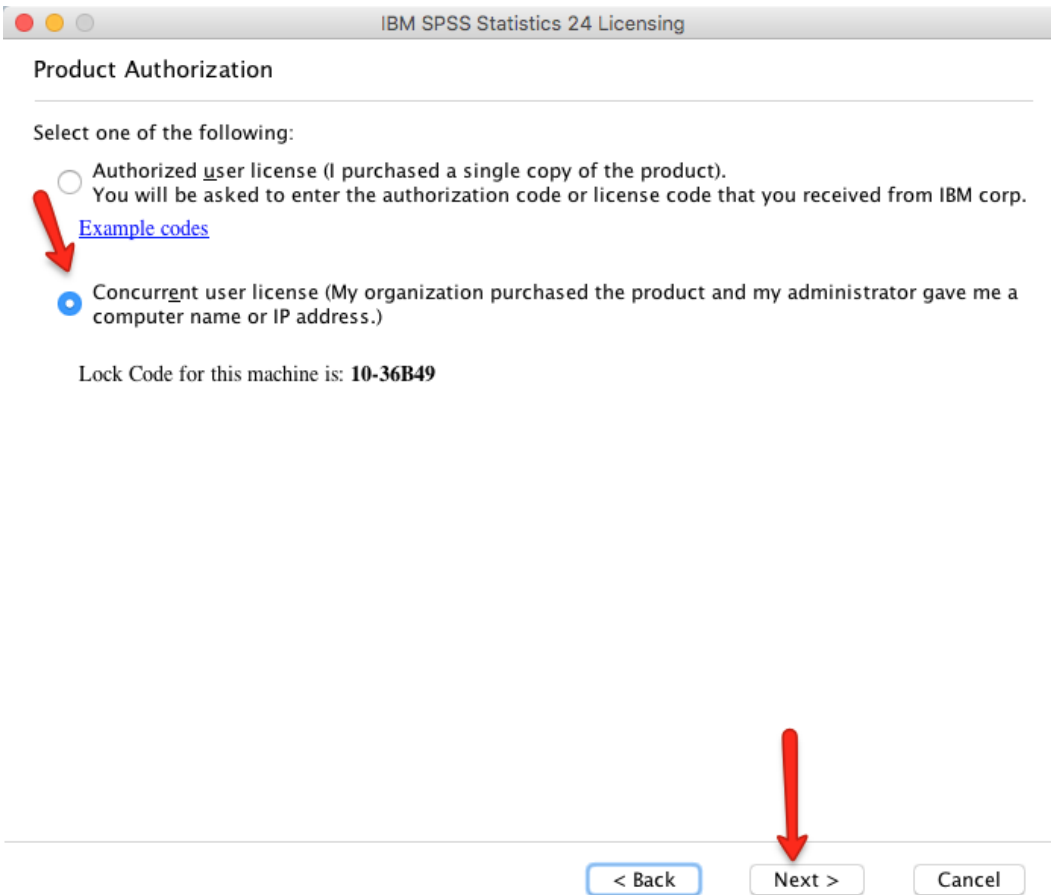 IBM SPSS Statistics 24 Licensing
Product Authorization
Select one of the following:
Authorized user license (I purchased a single copy of the product).
You will be asked to enter the authorization code or license code that you received from IBM corp.
Example codes
Concurrent user license (My organization purchased the product and my administrator gave me a
computer name or IP address.)
Lock Code for this machine is: 10-36B49
< Back Next > Cancel